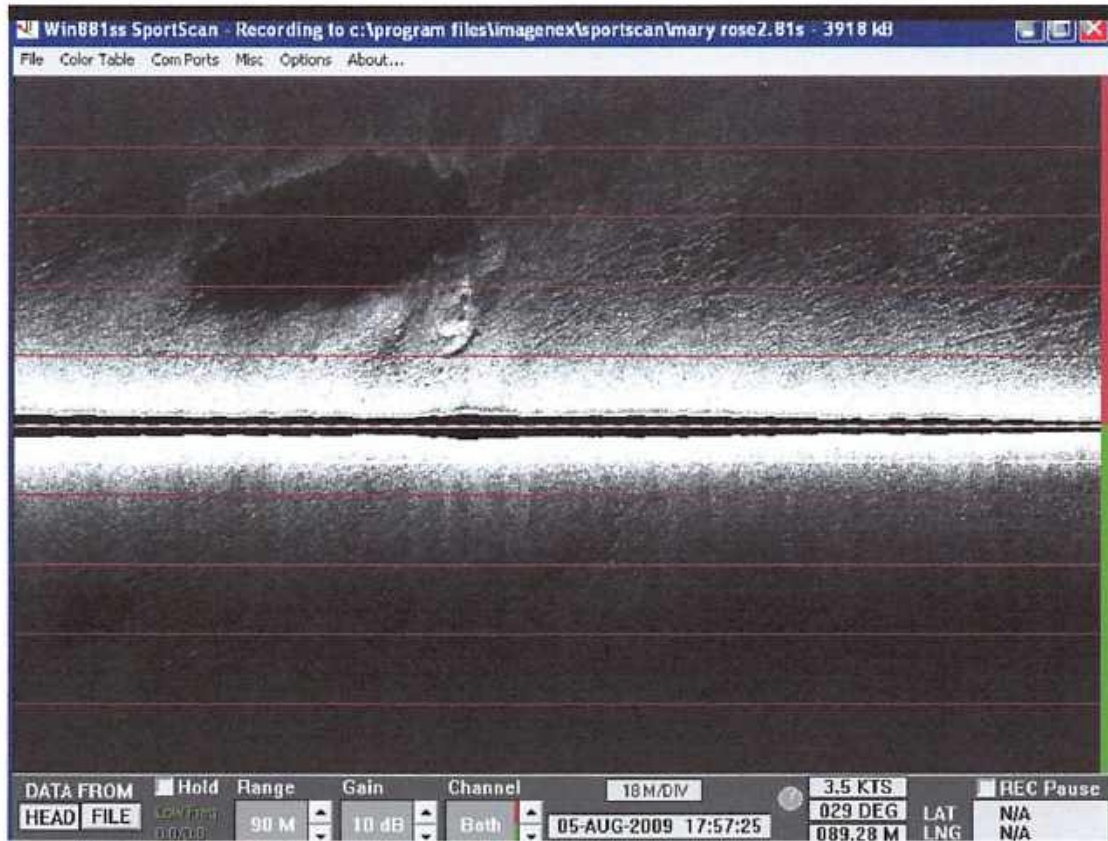 Win881ss SportScan - Recording to c:\program files\imagenex\sportscan\mary rose2.81s - 3918 kB
File Color Table Com Ports Misc Options About...
DATA FROM
HEAD FILE
Hold
Low Freq
Range
90 M
Gain
10 dB
Channel
Both
18 M/DIV
05-AUG-2009 17:57:25
?
3.5 KTS
029 DEG
089.28 M
LAT
LNG
REC Pause
N/A
N/A